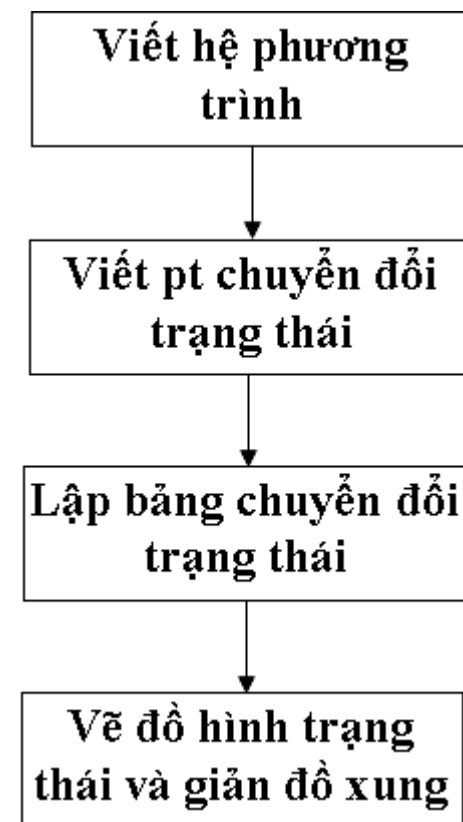 Viết hệ phương
trình
Viết pt chuyển đổi
trạng thái
Lập bảng chuyển đổi
trạng thái
Vẽ đồ hình trạng
thái và giản đồ xung